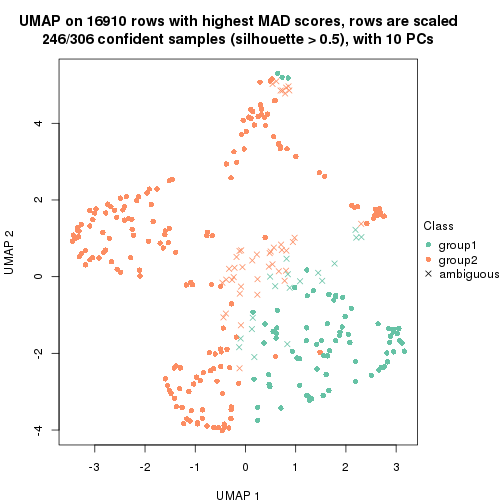 UMAP on 16910 rows with highest MAD scores, rows are scaled
246/306 confident samples (silhouette > 0.5), with 10 PCs
4
2
0
-2
-4
UMAP 2
-3
-2
-1
0
1
2
3
UMAP 1
Class
group1
group2
ambiguous